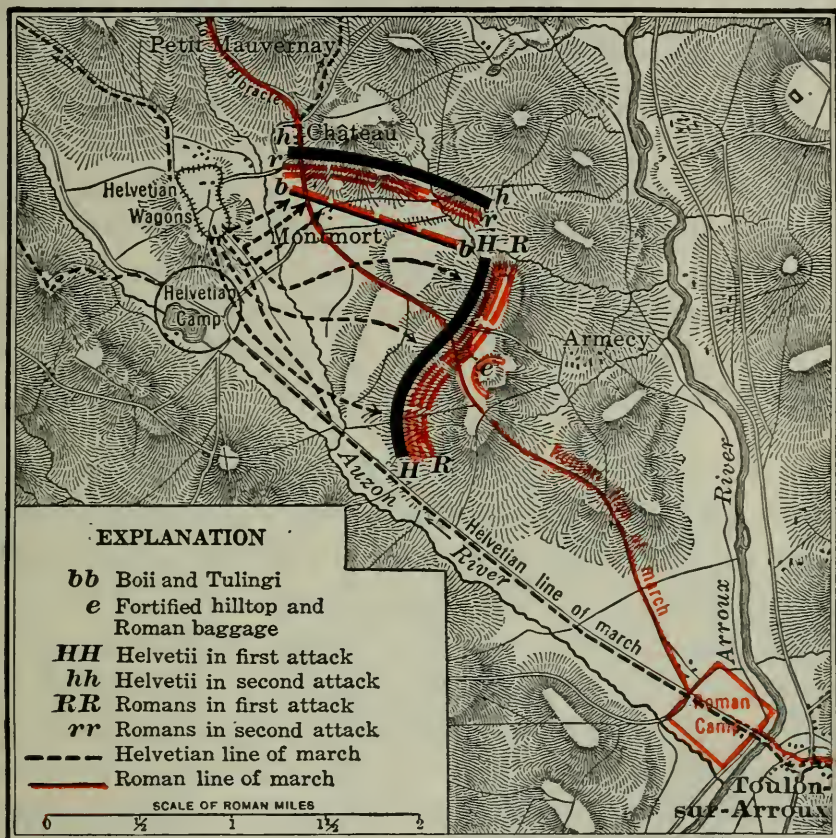 Petit Mauvernay
to Bibracte
h Château
r
b
h
r
Helvetian
Wagons
Montmort
b H R
Helvetian
Camp
Armecy
e
H R
Auzon
River
Helvetian line of march
Roman line of march
Arroux River
Roman
Camp
Toulon-
sur-Arroux
EXPLANATION
bb Boii and Tulingi
e Fortified hilltop and
Roman baggage
HH Helvetii in first attack
hh Helvetii in second attack
RR Romans in first attack
rr Romans in second attack
Helvetian line of march
Roman line of march
SCALE OF ROMAN MILES
0 ½ 1 1½ 2